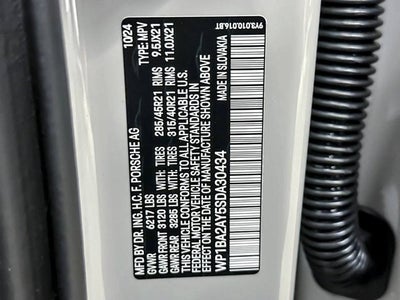 MFD BY DR. ING. H.C. F. PORSCHE AG 10/24
GVWR 6217 LBS TYPE: MPV
GAWR FRONT 3120 LBS WITH: TIRES 285/45R21 RIMS 9.5JX21
GAWR REAR 3285 LBS WITH: TIRES 315/40R21 RIMS 11.0JX21
THIS VEHICLE CONFORMS TO ALL APPLICABLE U.S.
FEDERAL MOTOR VEHICLE SAFETY STANDARDS IN
EFFECT ON THE DATE OF MANUFACTURE SHOWN ABOVE
WP1BA2AY5SDA30434 MADE IN SLOVAKIA
9Y3.010.016.BT